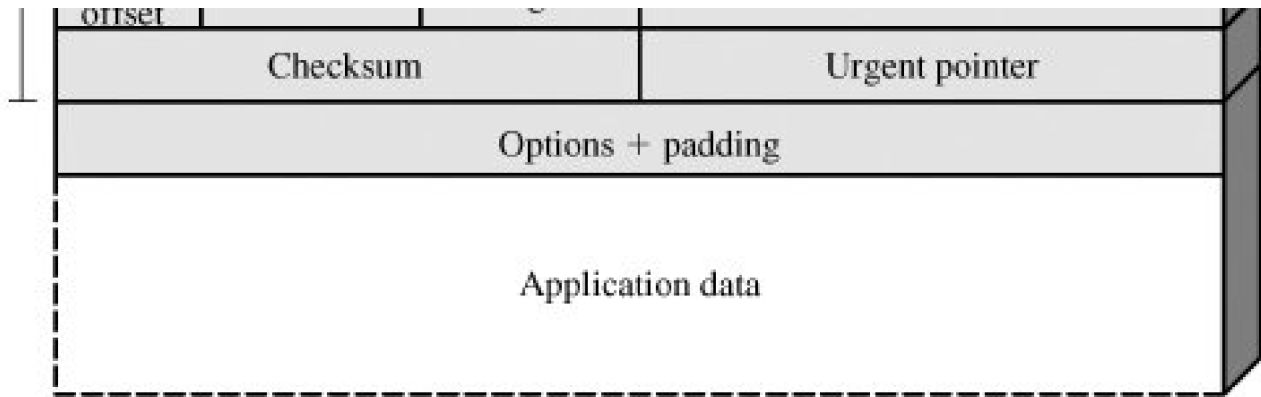 offset
Checksum Urgent pointer
Options + padding
Application data